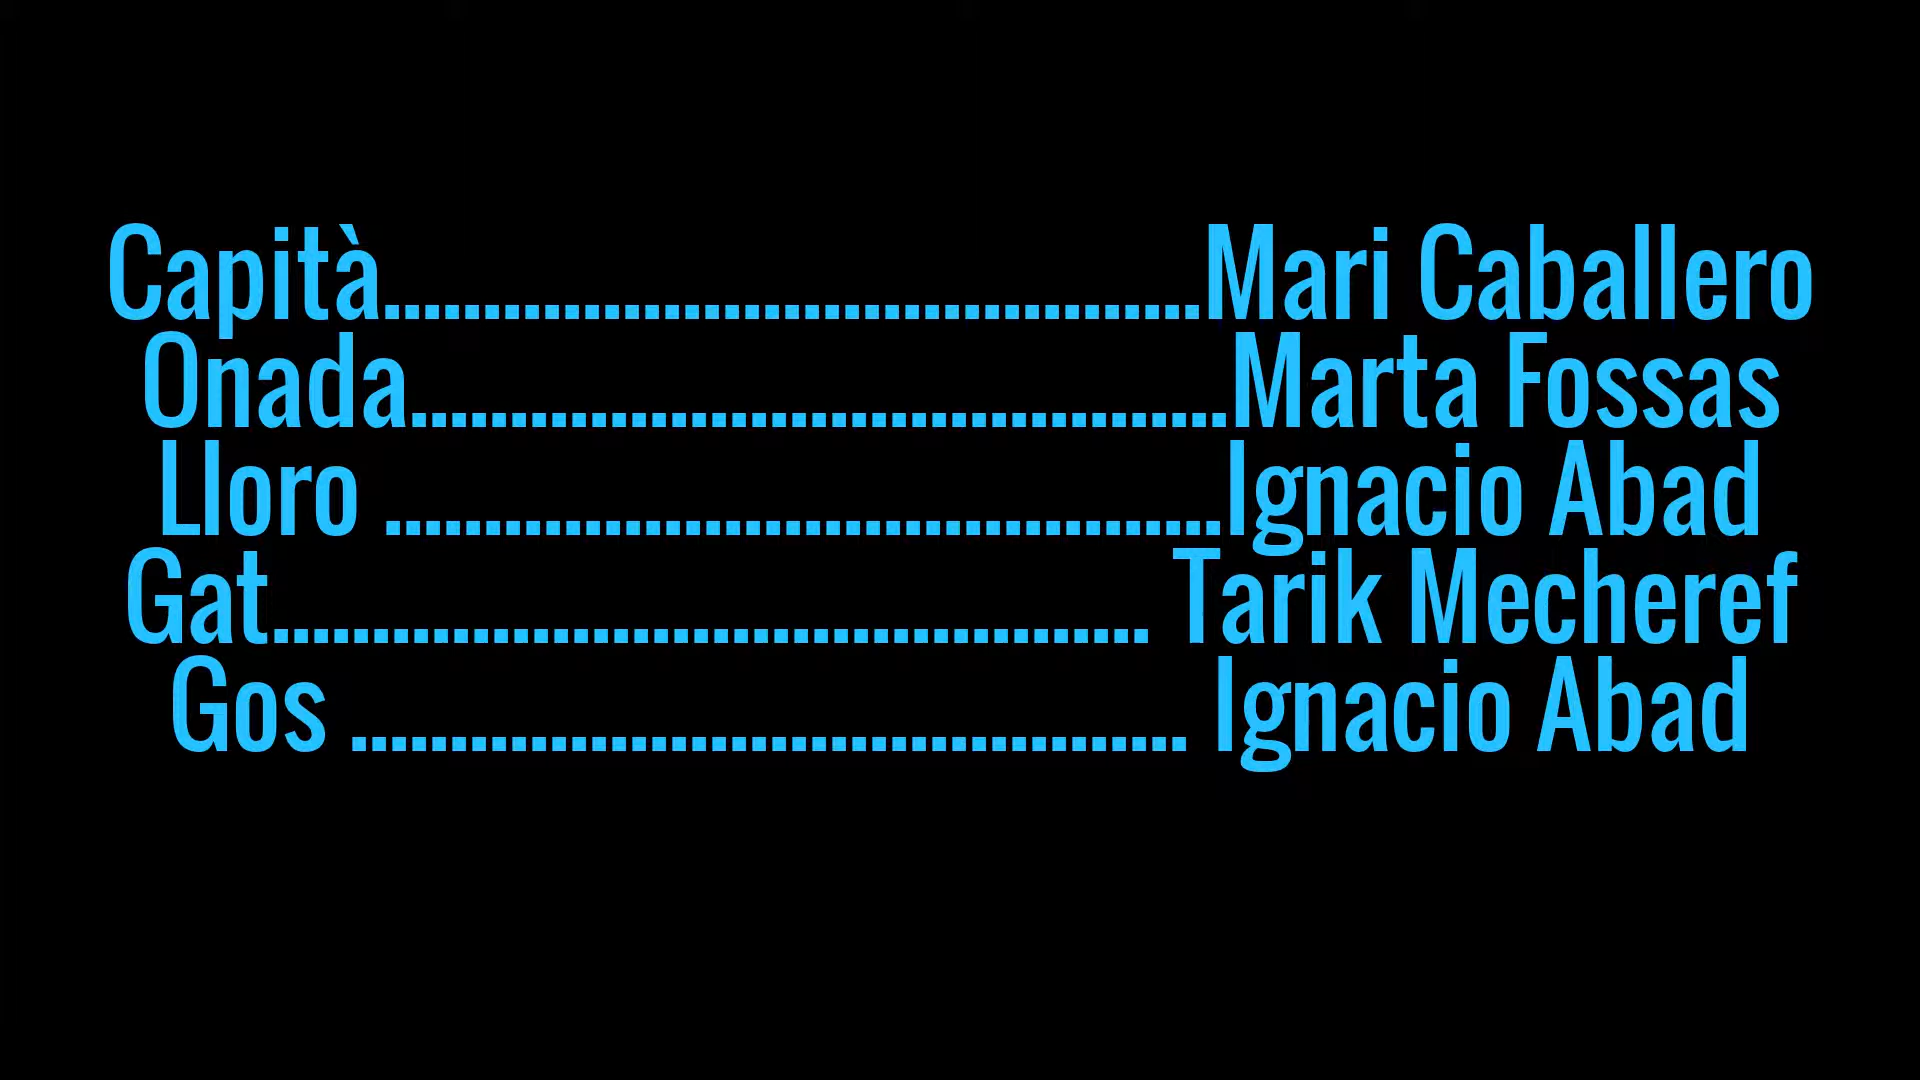 Capità.........................................Mari Caballero
Onada.........................................Marta Fossas
Lloro ..........................................Ignacio Abad
Gat............................................ Tarik Mecheref
Gos .......................................... Ignacio Abad